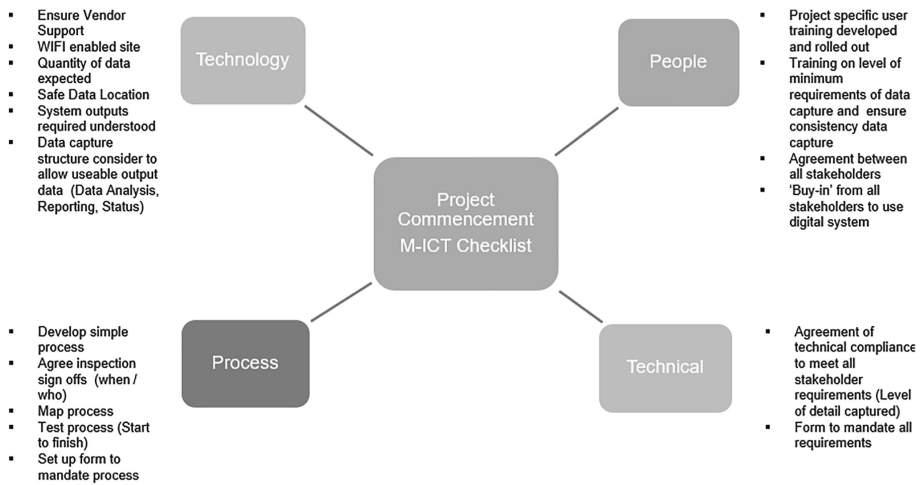 ▪ Ensure Vendor
Support
▪ WIFI enabled site
▪ Quantity of data
expected
▪ Safe Data Location
▪ System outputs
required understood
▪ Data capture
structure consider to
allow useable output
data (Data Analysis,
Reporting, Status)
Technology
People
▪ Project specific user
training developed
and rolled out
▪ Training on level of
minimum
requirements of data
capture and ensure
consistency data
capture
▪ Agreement between
all stakeholders
▪ ‘Buy-in’ from all
stakeholders to use
digital system
Project
Commencement
M-ICT Checklist
▪ Develop simple
process
▪ Agree inspection
sign offs (when /
who)
▪ Map process
▪ Test process (Start
to finish)
▪ Set up form to
mandate process
Process
Technical
▪ Agreement of
technical compliance
to meet all
stakeholder
requirements (Level
of detail captured)
▪ Form to mandate all
requirements